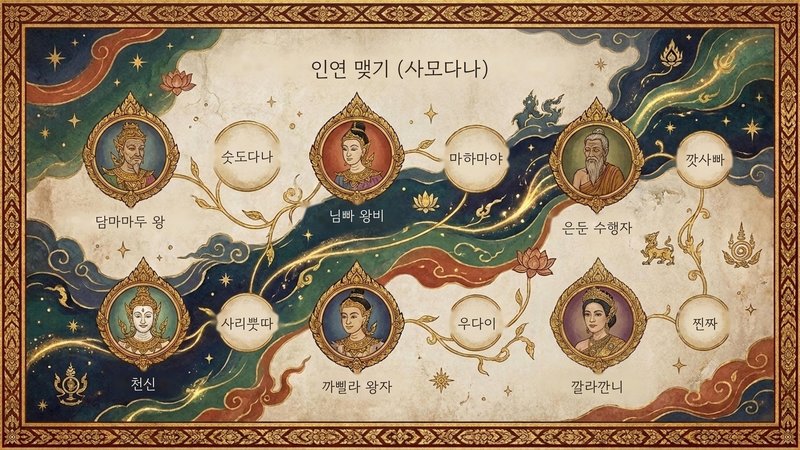 인연 맺기 (사모다나)
숫도다나
마하마야
깟사빠
담마마두 왕
님빠 왕비
은둔 수행자
사리뿟따
우다이
찐짜
천신
까삘라 왕자
깔라깐니